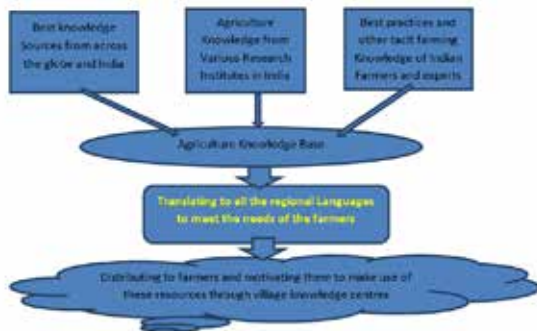 Best knowledge
Sources from across
the globe and India
Agriculture
Knowledge from
Various Research
Institutes in India
Best practices and
other tacit farming
Knowledge of Indian
Farmers and experts
Agriculture Knowledge Base
Translating to all the regional Languages
to meet the needs of the farmers
Distributing to farmers and motivating them to make use of
these resources through village knowledge centres